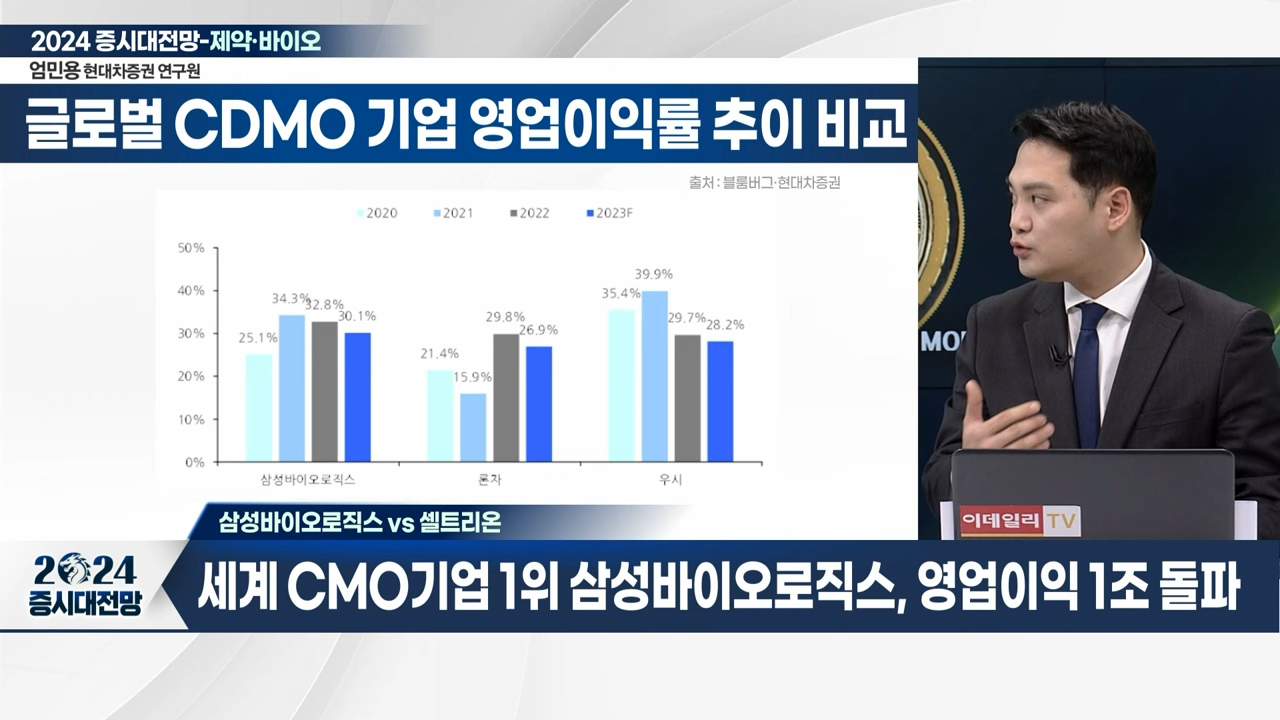 2024 증시대전망-제약·바이오
엄민용 현대차증권 연구원
글로벌 CDMO 기업 영업이익률 추이 비교
출처 : 블룸버그·현대차증권
2020 2021 2022 2023F
50%
40%
30%
20%
10%
0%
25.1% 34.3% 32.8% 30.1%
21.4% 15.9% 29.8% 26.9%
35.4% 39.9% 29.7% 28.2%
삼성바이오로직스 론자 우시
MO
이데일리 TV
삼성바이오로직스 vs 셀트리온
2024
증시대전망
세계 CMO기업 1위 삼성바이오로직스, 영업이익 1조 돌파